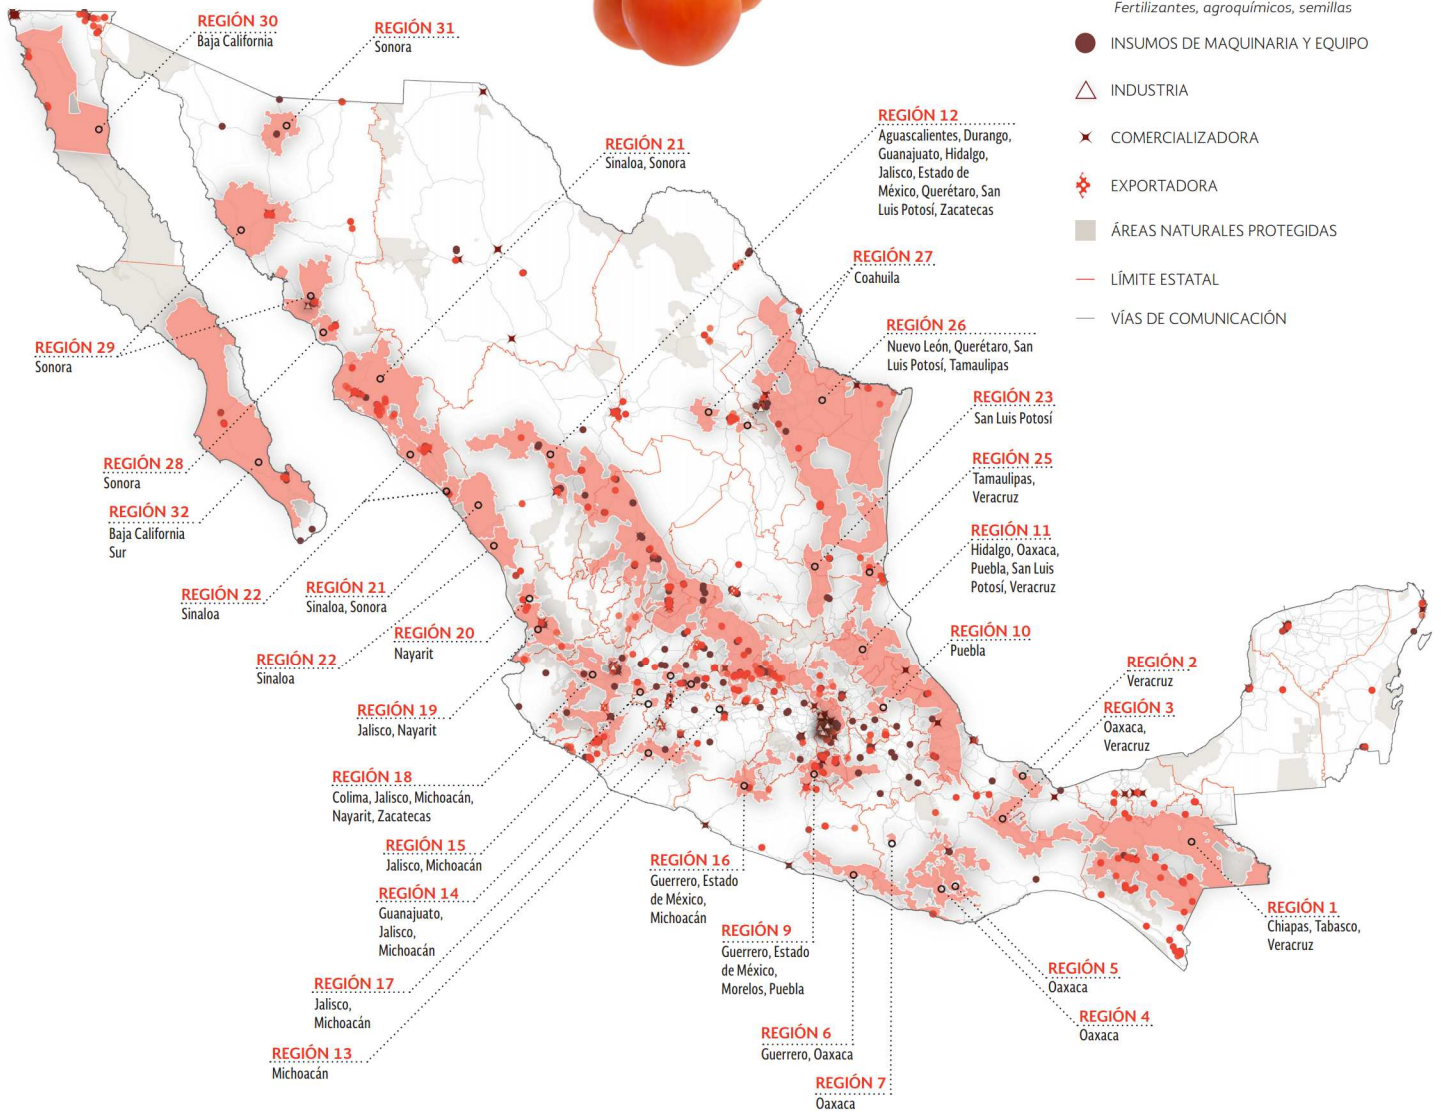 Fertilizantes, agroquímicos, semillas
INSUMOS DE MAQUINARIA Y EQUIPO
INDUSTRIA
COMERCIALIZADORA
EXPORTADORA
ÁREAS NATURALES PROTEGIDAS
LÍMITE ESTATAL
VÍAS DE COMUNICACIÓN
REGIÓN 30
Baja California
REGIÓN 31
Sonora
REGIÓN 21
Sinaloa, Sonora
REGIÓN 12
Aguascalientes, Durango,
Guanajuato, Hidalgo,
Jalisco, Estado de
México, Querétaro, San
Luis Potosí, Zacatecas
REGIÓN 27
Coahuila
REGIÓN 26
Nuevo León, Querétaro, San
Luis Potosí, Tamaulipas
REGIÓN 23
San Luis Potosí
REGIÓN 25
Tamaulipas,
Veracruz
REGIÓN 11
Hidalgo, Oaxaca,
Puebla, San Luis
Potosí, Veracruz
REGIÓN 10
Puebla
REGIÓN 2
Veracruz
REGIÓN 3
Oaxaca,
Veracruz
REGIÓN 29
Sonora
REGIÓN 28
Sonora
REGIÓN 32
Baja California
Sur
REGIÓN 22
Sinaloa
REGIÓN 21
Sinaloa, Sonora
REGIÓN 20
Nayarit
REGIÓN 22
Sinaloa
REGIÓN 19
Jalisco, Nayarit
REGIÓN 18
Colima, Jalisco, Michoacán,
Nayarit, Zacatecas
REGIÓN 15
Jalisco, Michoacán
REGIÓN 14
Guanajuato,
Jalisco,
Michoacán
REGIÓN 17
Jalisco,
Michoacán
REGIÓN 13
Michoacán
REGIÓN 16
Guerrero, Estado
de México,
Michoacán
REGIÓN 9
Guerrero, Estado
de México,
Morelos, Puebla
REGIÓN 6
Guerrero, Oaxaca
REGIÓN 7
Oaxaca
REGIÓN 5
Oaxaca
REGIÓN 4
Oaxaca
REGIÓN 1
Chiapas, Tabasco,
Veracruz